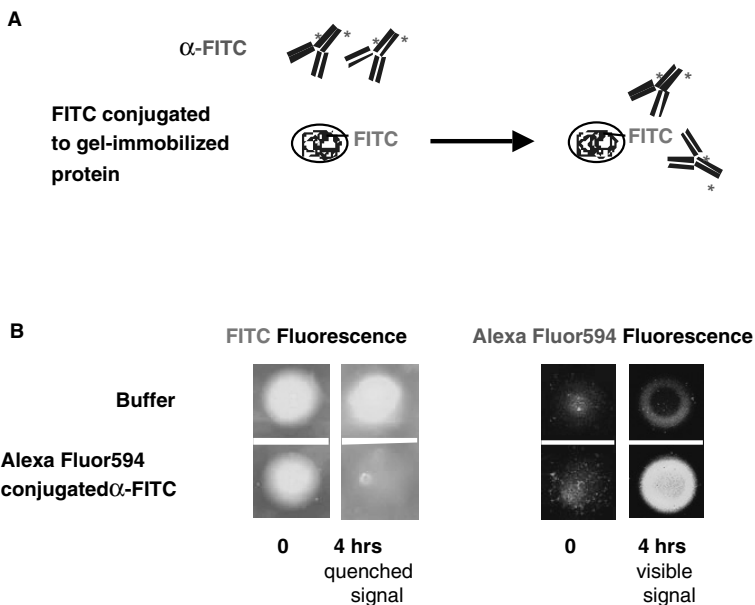 A
α-FITC
FITC conjugated
to gel-immobilized
protein
FITC
FITC
B
FITC Fluorescence
Alexa Fluor594 Fluorescence
Buffer
Alexa Fluor594
conjugatedα-FITC
0
4 hrs
quenched
signal
0
4 hrs
visible
signal